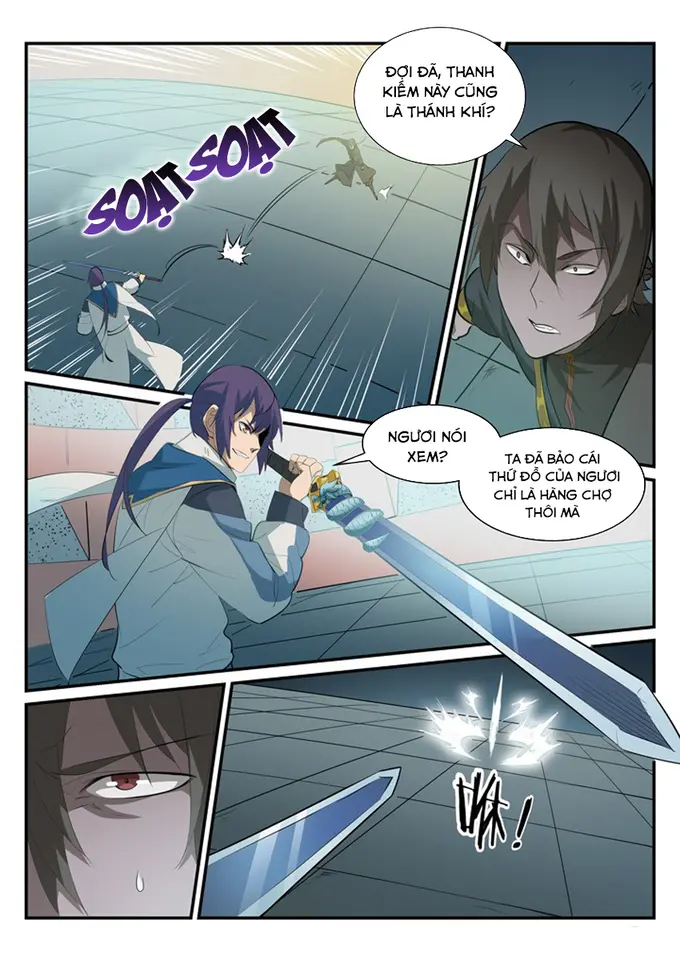 ĐỢI ĐÃ, THANH
KIẾM NÀY CŨNG
LÀ THÁNH KHÍ?
SOẠT SOẠT
NGƯƠI NÓI
XEM?
TA ĐÃ BẢO CÁI
THỨ ĐỒ CỦA NGƯƠI
CHỈ LÀ HÀNG CHỢ
THÔI MÀ